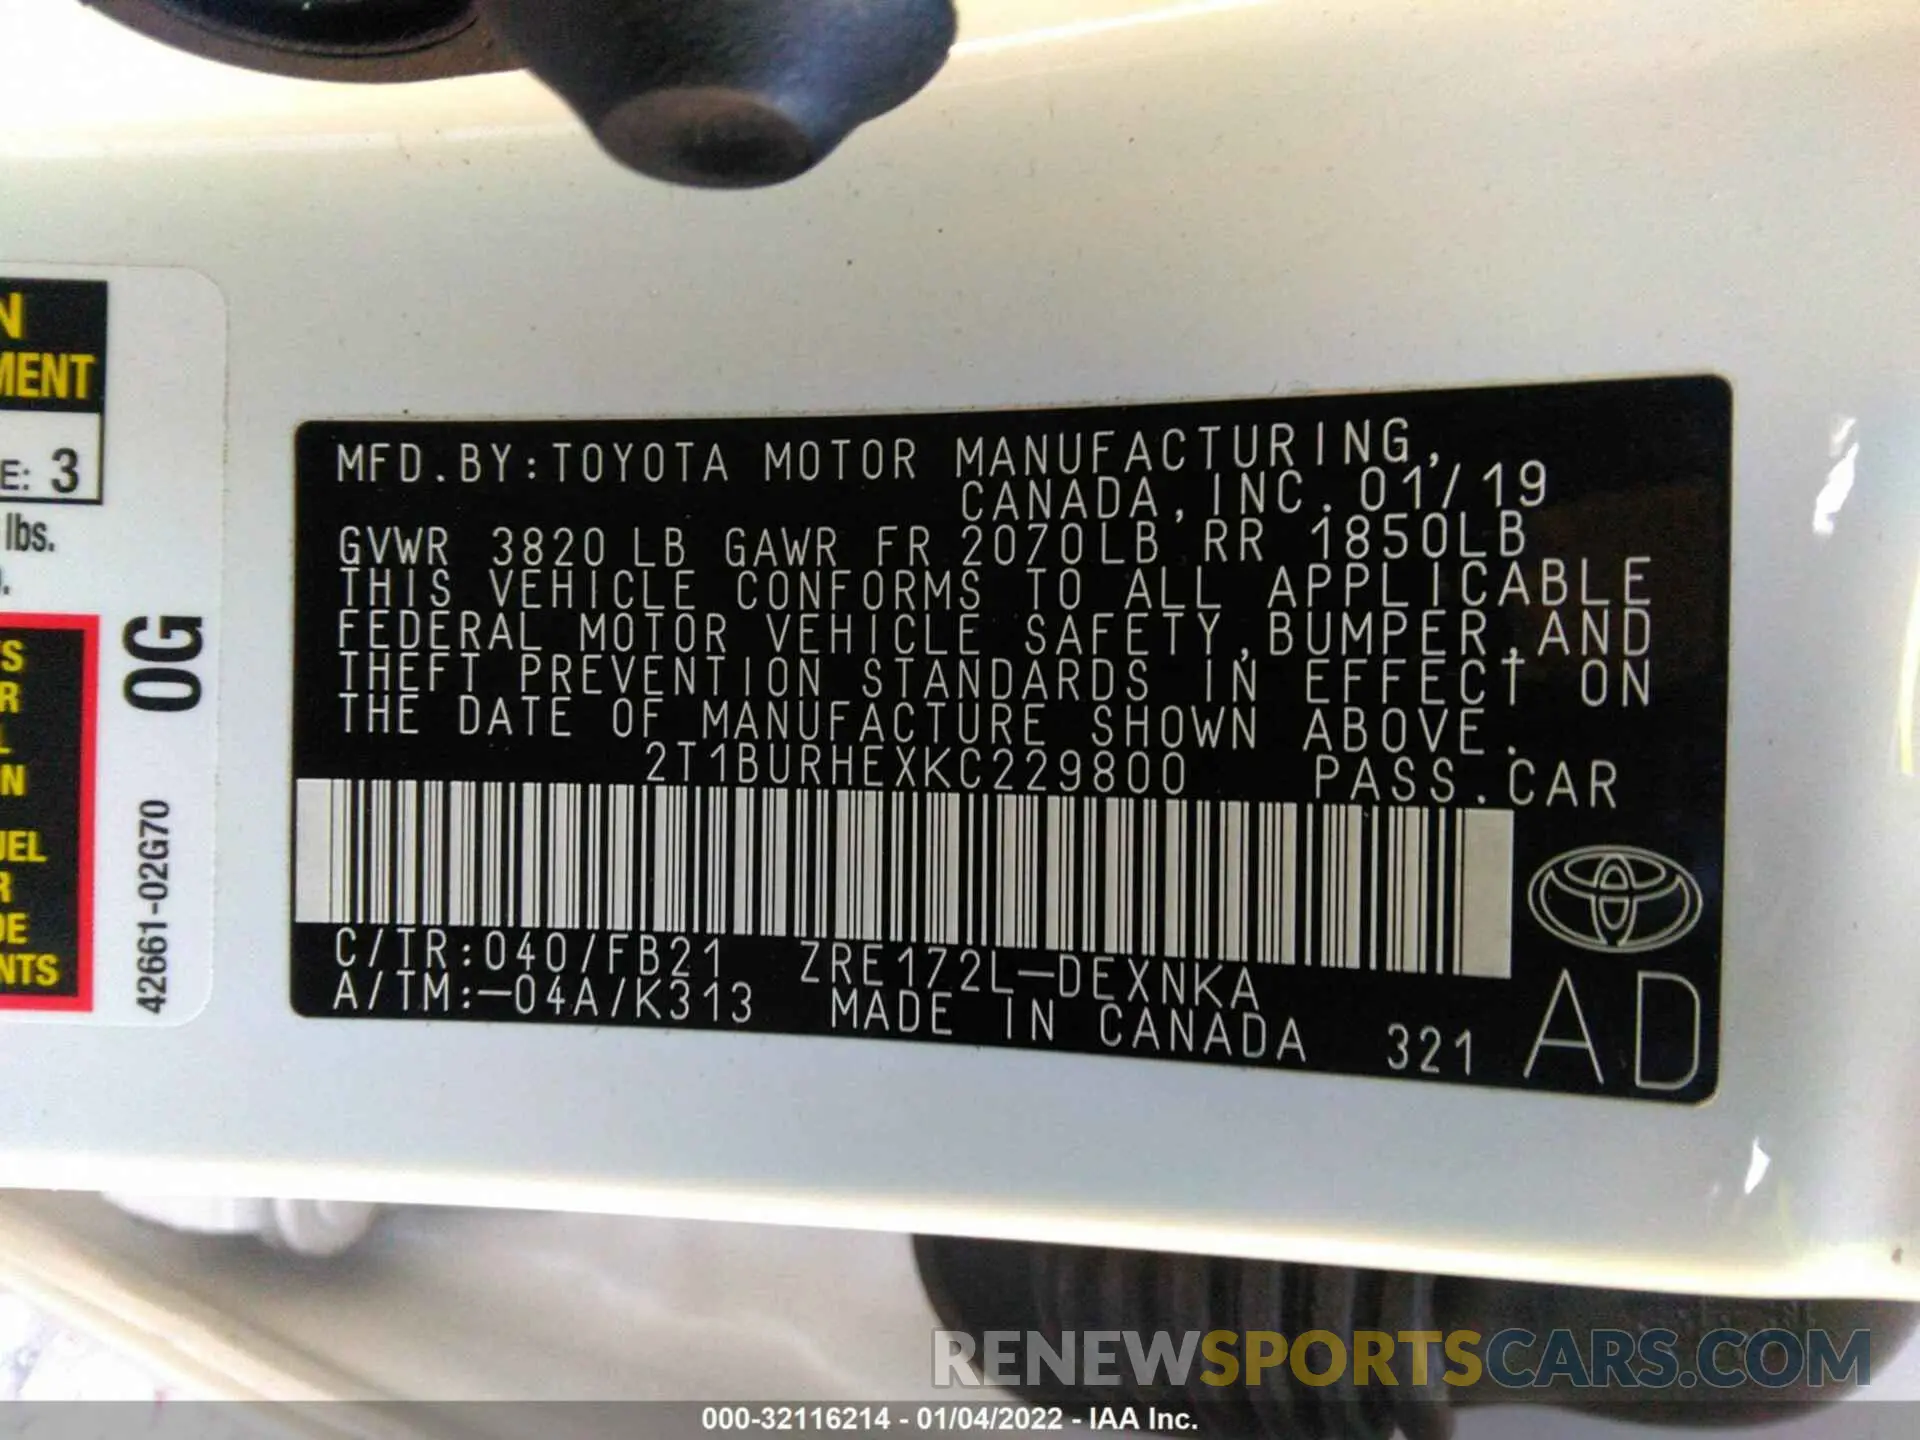 N
MENT
E: 3
lbs.
S
R
L
N
UEL
R
DE
NTS
0G
42661-02G70
MFD.BY:TOYOTA MOTOR MANUFACTURING,
CANADA,INC. 01/19
GVWR 3820 LB GAWR FR 2070LB RR 1850LB
THIS VEHICLE CONFORMS TO ALL APPLICABLE
FEDERAL MOTOR VEHICLE SAFETY,BUMPER,AND
THEFT PREVENTION STANDARDS IN EFFECT ON
THE DATE OF MANUFACTURE SHOWN ABOVE.
2T1BURHEXKC229800 PASS.CAR
C/TR:040/FB21 ZRE172L-DEXNKA
A/TM:-04A/K313 MADE IN CANADA 321
AD
RENEWSPORTSCARS.COM
000-32116214 - 01/04/2022 - IAA Inc.